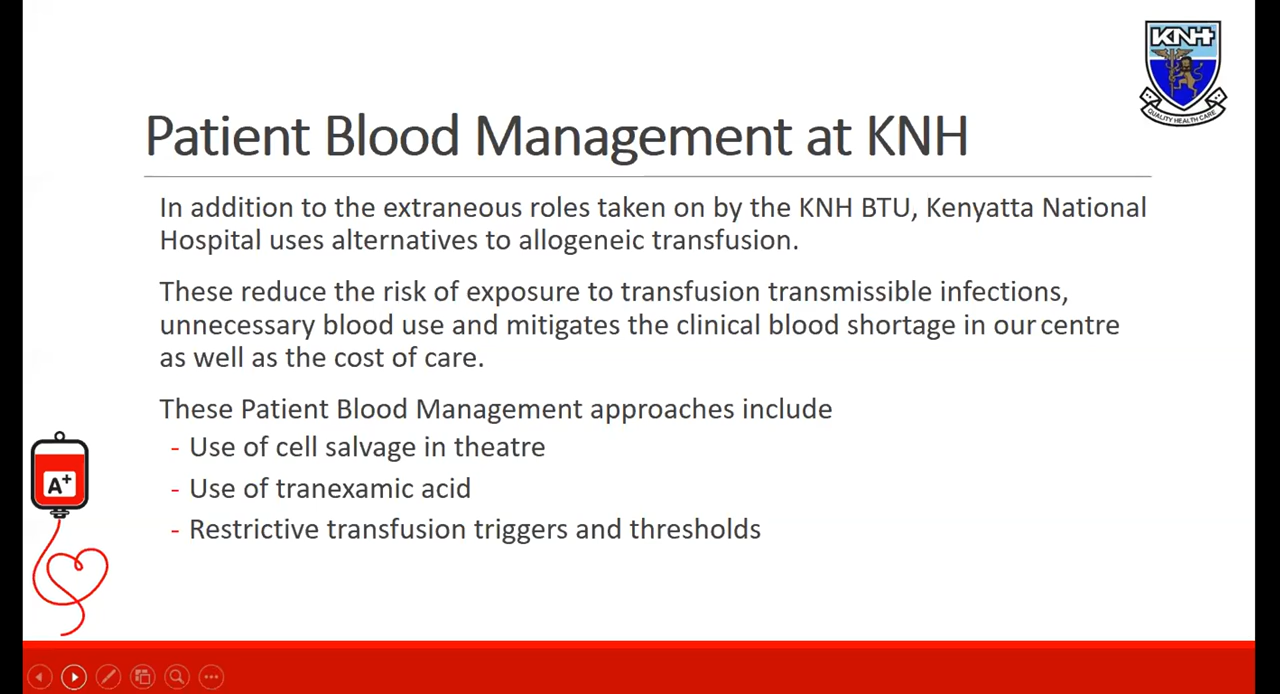 KNH
QUALITY HEALTH CARE
Patient Blood Management at KNH
In addition to the extraneous roles taken on by the KNH BTU, Kenyatta National
Hospital uses alternatives to allogeneic transfusion.
These reduce the risk of exposure to transfusion transmissible infections,
unnecessary blood use and mitigates the clinical blood shortage in our centre
as well as the cost of care.
These Patient Blood Management approaches include
- Use of cell salvage in theatre
- Use of tranexamic acid
- Restrictive transfusion triggers and thresholds
A+